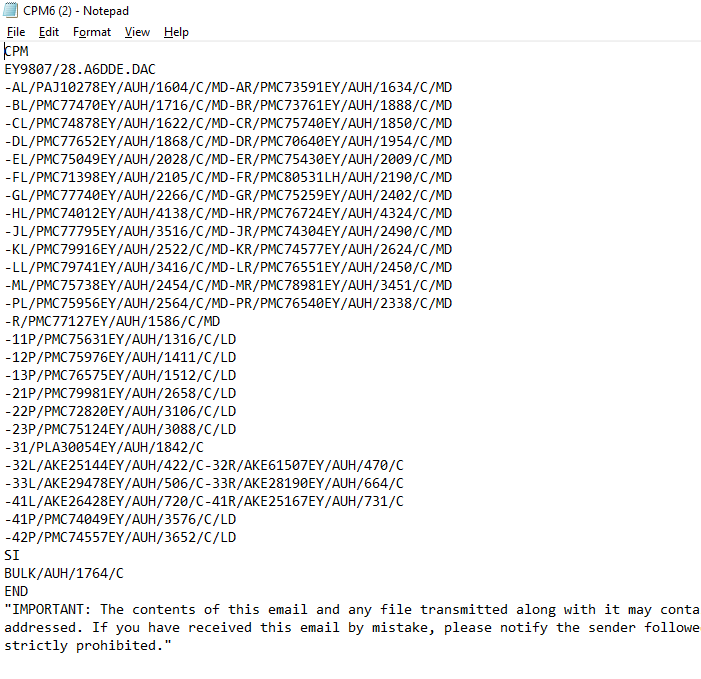 CPM6 (2) - Notepad
File Edit Format View Help
CPM
EY9807/28.A6DDE.DAC
-AL/PAJ10278EY/AUH/1604/C/MD-AR/PMC73591EY/AUH/1634/C/MD
-BL/PMC77470EY/AUH/1716/C/MD-BR/PMC73761EY/AUH/1888/C/MD
-CL/PMC74878EY/AUH/1622/C/MD-CR/PMC75740EY/AUH/1850/C/MD
-DL/PMC77652EY/AUH/1868/C/MD-DR/PMC70640EY/AUH/1954/C/MD
-EL/PMC75049EY/AUH/2028/C/MD-ER/PMC75430EY/AUH/2009/C/MD
-FL/PMC71398EY/AUH/2105/C/MD-FR/PMC80531LH/AUH/2190/C/MD
-GL/PMC77740EY/AUH/2266/C/MD-GR/PMC75259EY/AUH/2402/C/MD
-HL/PMC74012EY/AUH/4138/C/MD-HR/PMC76724EY/AUH/4324/C/MD
-JL/PMC77795EY/AUH/3516/C/MD-JR/PMC74304EY/AUH/2490/C/MD
-KL/PMC79916EY/AUH/2522/C/MD-KR/PMC74577EY/AUH/2624/C/MD
-LL/PMC79741EY/AUH/3416/C/MD-LR/PMC76551EY/AUH/2450/C/MD
-ML/PMC75738EY/AUH/2454/C/MD-MR/PMC78981EY/AUH/3451/C/MD
-PL/PMC75956EY/AUH/2564/C/MD-PR/PMC76540EY/AUH/2338/C/MD
-R/PMC77127EY/AUH/1586/C/MD
-11P/PMC75631EY/AUH/1316/C/LD
-12P/PMC75976EY/AUH/1411/C/LD
-13P/PMC76575EY/AUH/1512/C/LD
-21P/PMC79981EY/AUH/2658/C/LD
-22P/PMC72820EY/AUH/3106/C/LD
-23P/PMC75124EY/AUH/3088/C/LD
-31/PLA30054EY/AUH/1842/C
-32L/AKE25144EY/AUH/422/C-32R/AKE61507EY/AUH/470/C
-33L/AKE29478EY/AUH/506/C-33R/AKE28190EY/AUH/664/C
-41L/AKE26428EY/AUH/720/C-41R/AKE25167EY/AUH/731/C
-41P/PMC74049EY/AUH/3576/C/LD
-42P/PMC74557EY/AUH/3652/C/LD
SI
BULK/AUH/1764/C
END
"IMPORTANT: The contents of this email and any file transmitted along with it may conta
addressed. If you have received this email by mistake, please notify the sender followe
strictly prohibited."